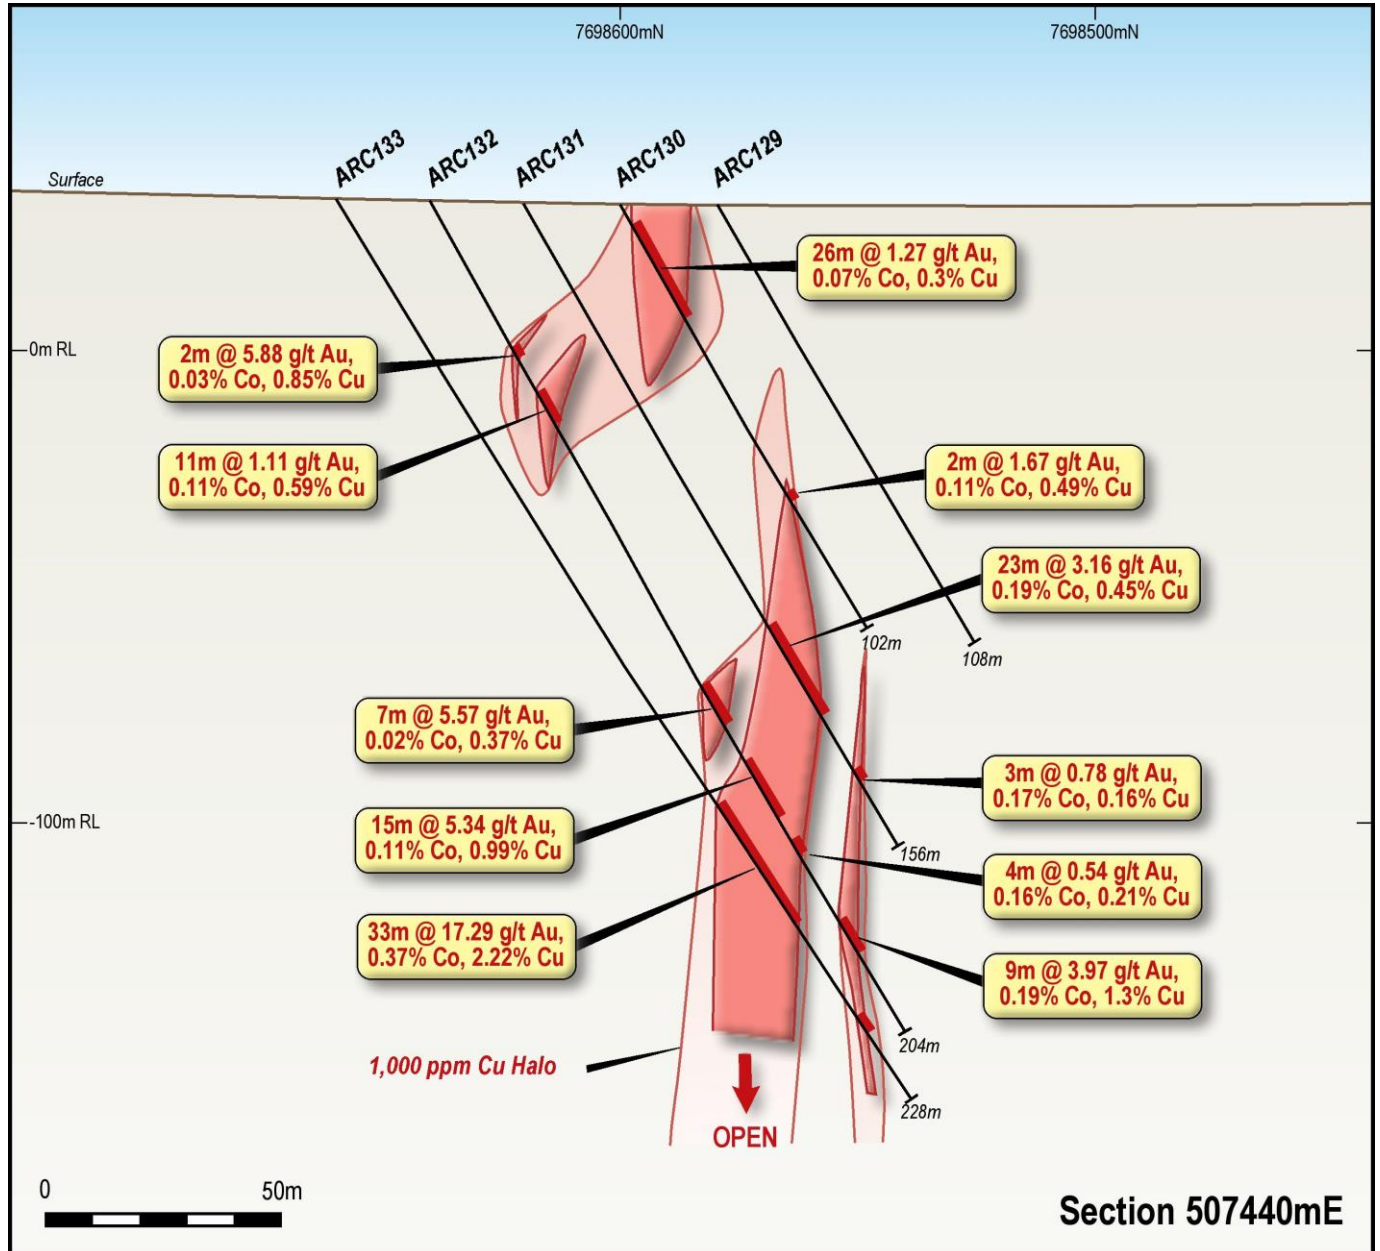 7698600mN
7698500mN
ARC133
ARC132
ARC131
ARC130
ARC129
Surface
26m @ 1.27 g/t Au,
0.07% Co, 0.3% Cu
0m RL
2m @ 5.88 g/t Au,
0.03% Co, 0.85% Cu
11m @ 1.11 g/t Au,
0.11% Co, 0.59% Cu
2m @ 1.67 g/t Au,
0.11% Co, 0.49% Cu
23m @ 3.16 g/t Au,
0.19% Co, 0.45% Cu
102m
108m
7m @ 5.57 g/t Au,
0.02% Co, 0.37% Cu
3m @ 0.78 g/t Au,
0.17% Co, 0.16% Cu
-100m RL
15m @ 5.34 g/t Au,
0.11% Co, 0.99% Cu
156m
4m @ 0.54 g/t Au,
0.16% Co, 0.21% Cu
33m @ 17.29 g/t Au,
0.37% Co, 2.22% Cu
9m @ 3.97 g/t Au,
0.19% Co, 1.3% Cu
204m
1,000 ppm Cu Halo
228m
OPEN
0
50m
Section 507440mE